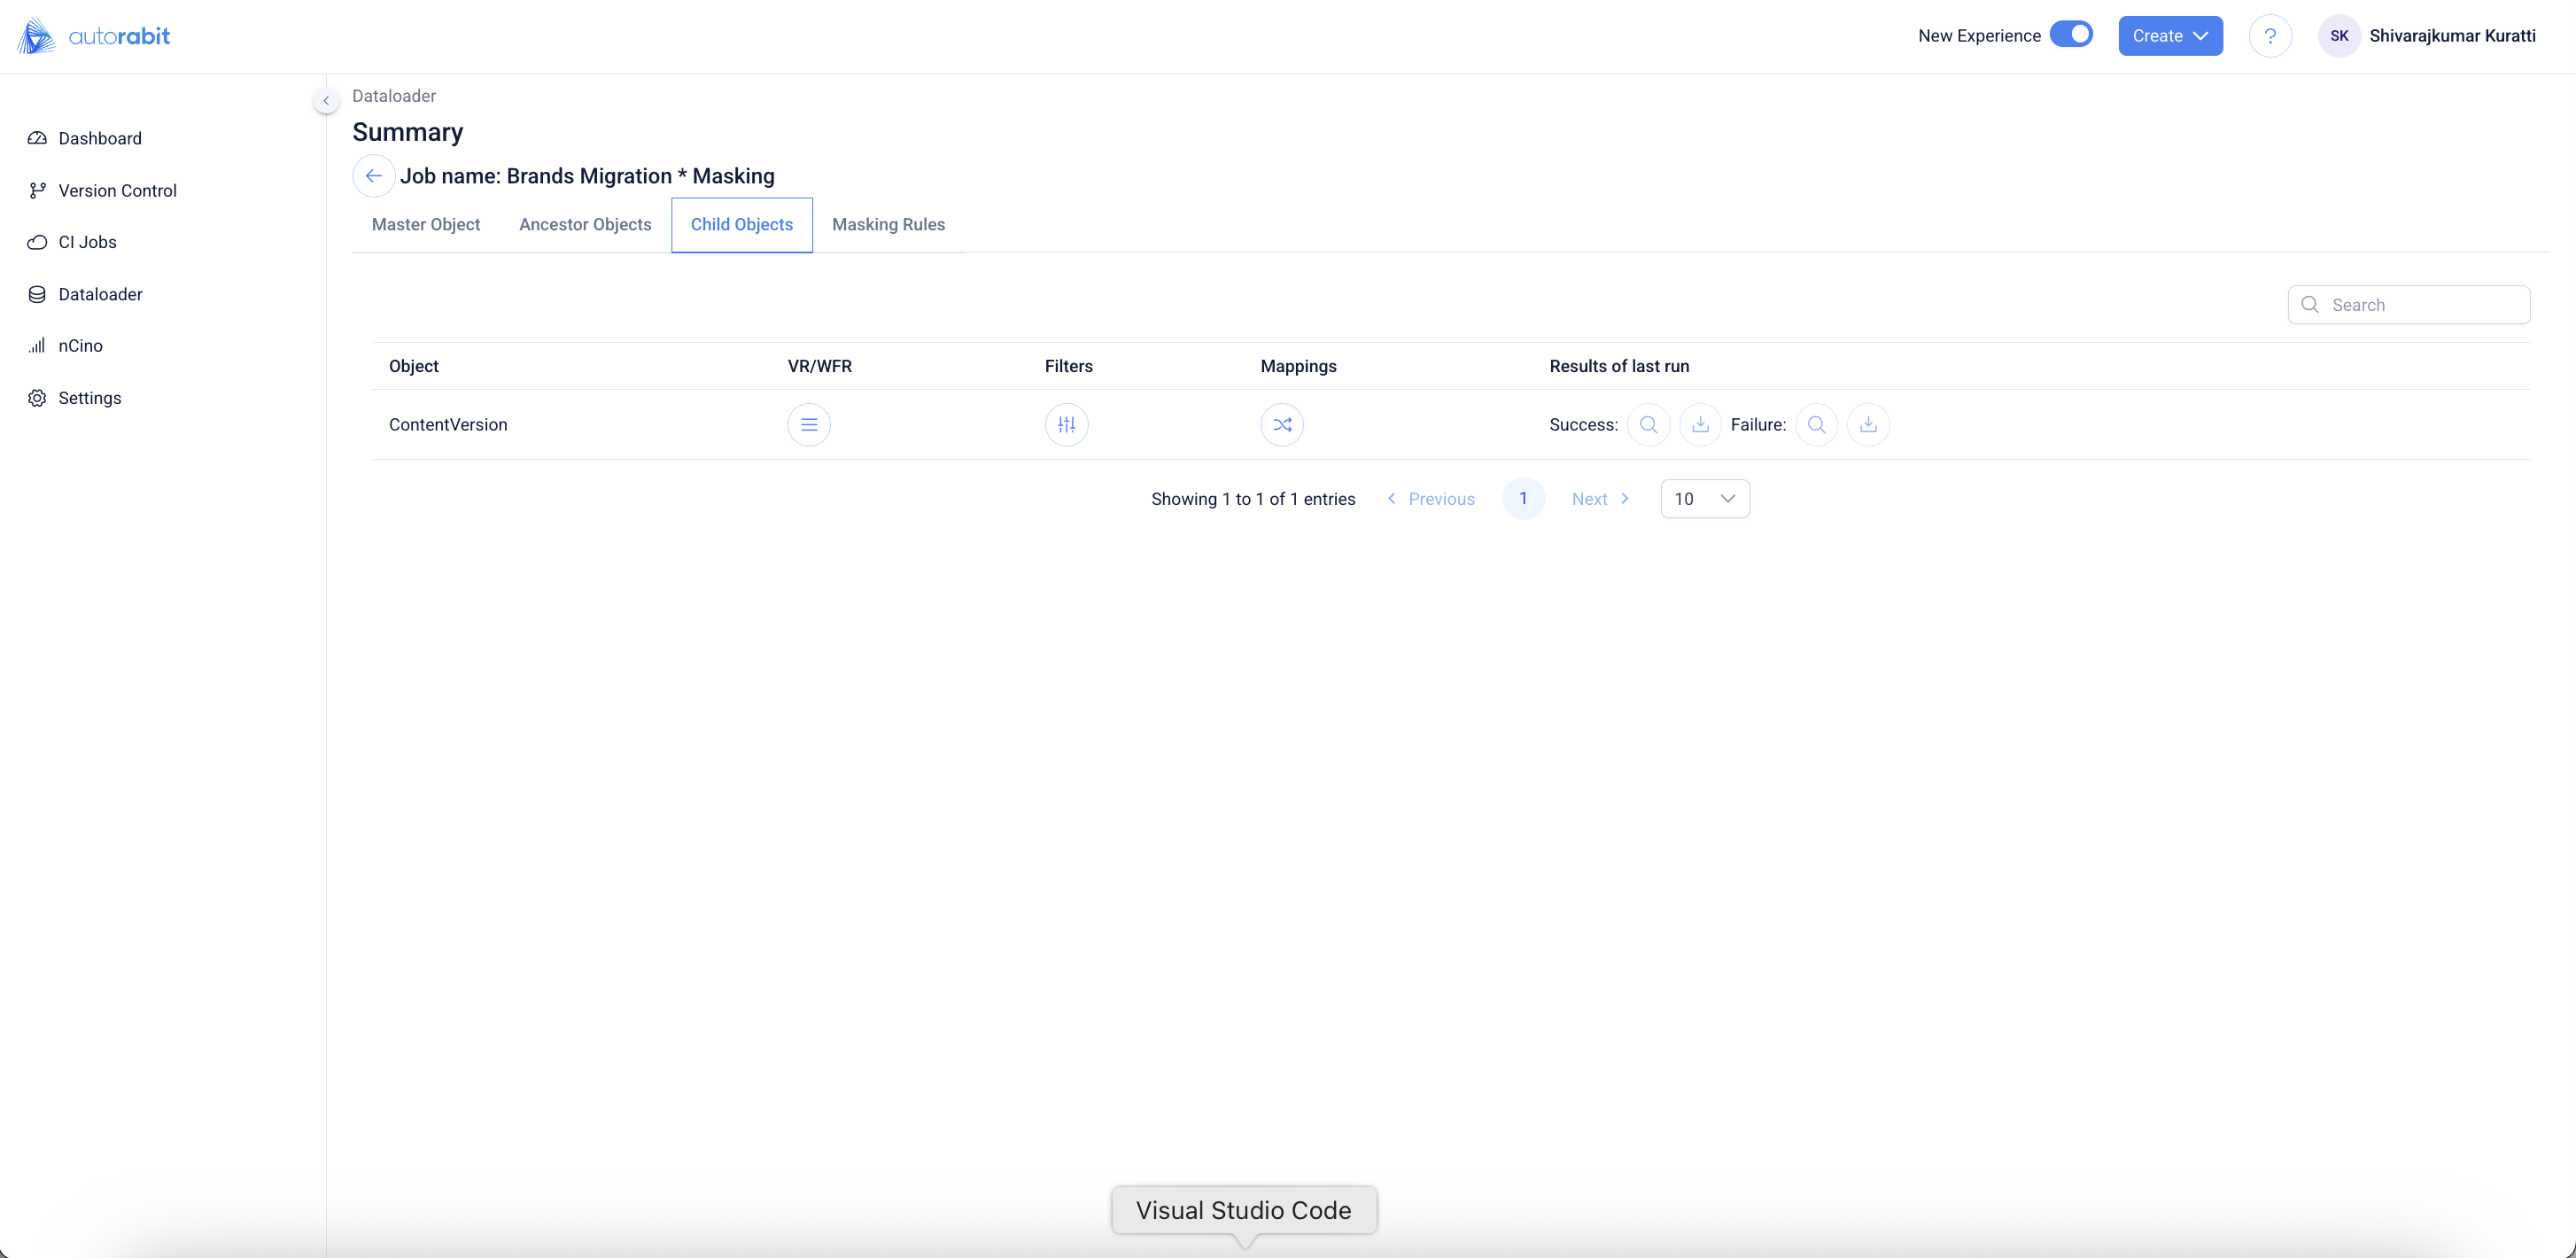 autorabit
New Experience Create ? SK Shivarajkumar Kuratti
Dashboard
Version Control
CI Jobs
Dataloader
nCino
Settings
Dataloader
Summary
Job name: Brands Migration * Masking
Master Object Ancestor Objects Child Objects Masking Rules
Search
Object VR/WFR Filters Mappings Results of last run
ContentVersion Success: Failure:
Showing 1 to 1 of 1 entries Previous 1 Next 10
Visual Studio Code